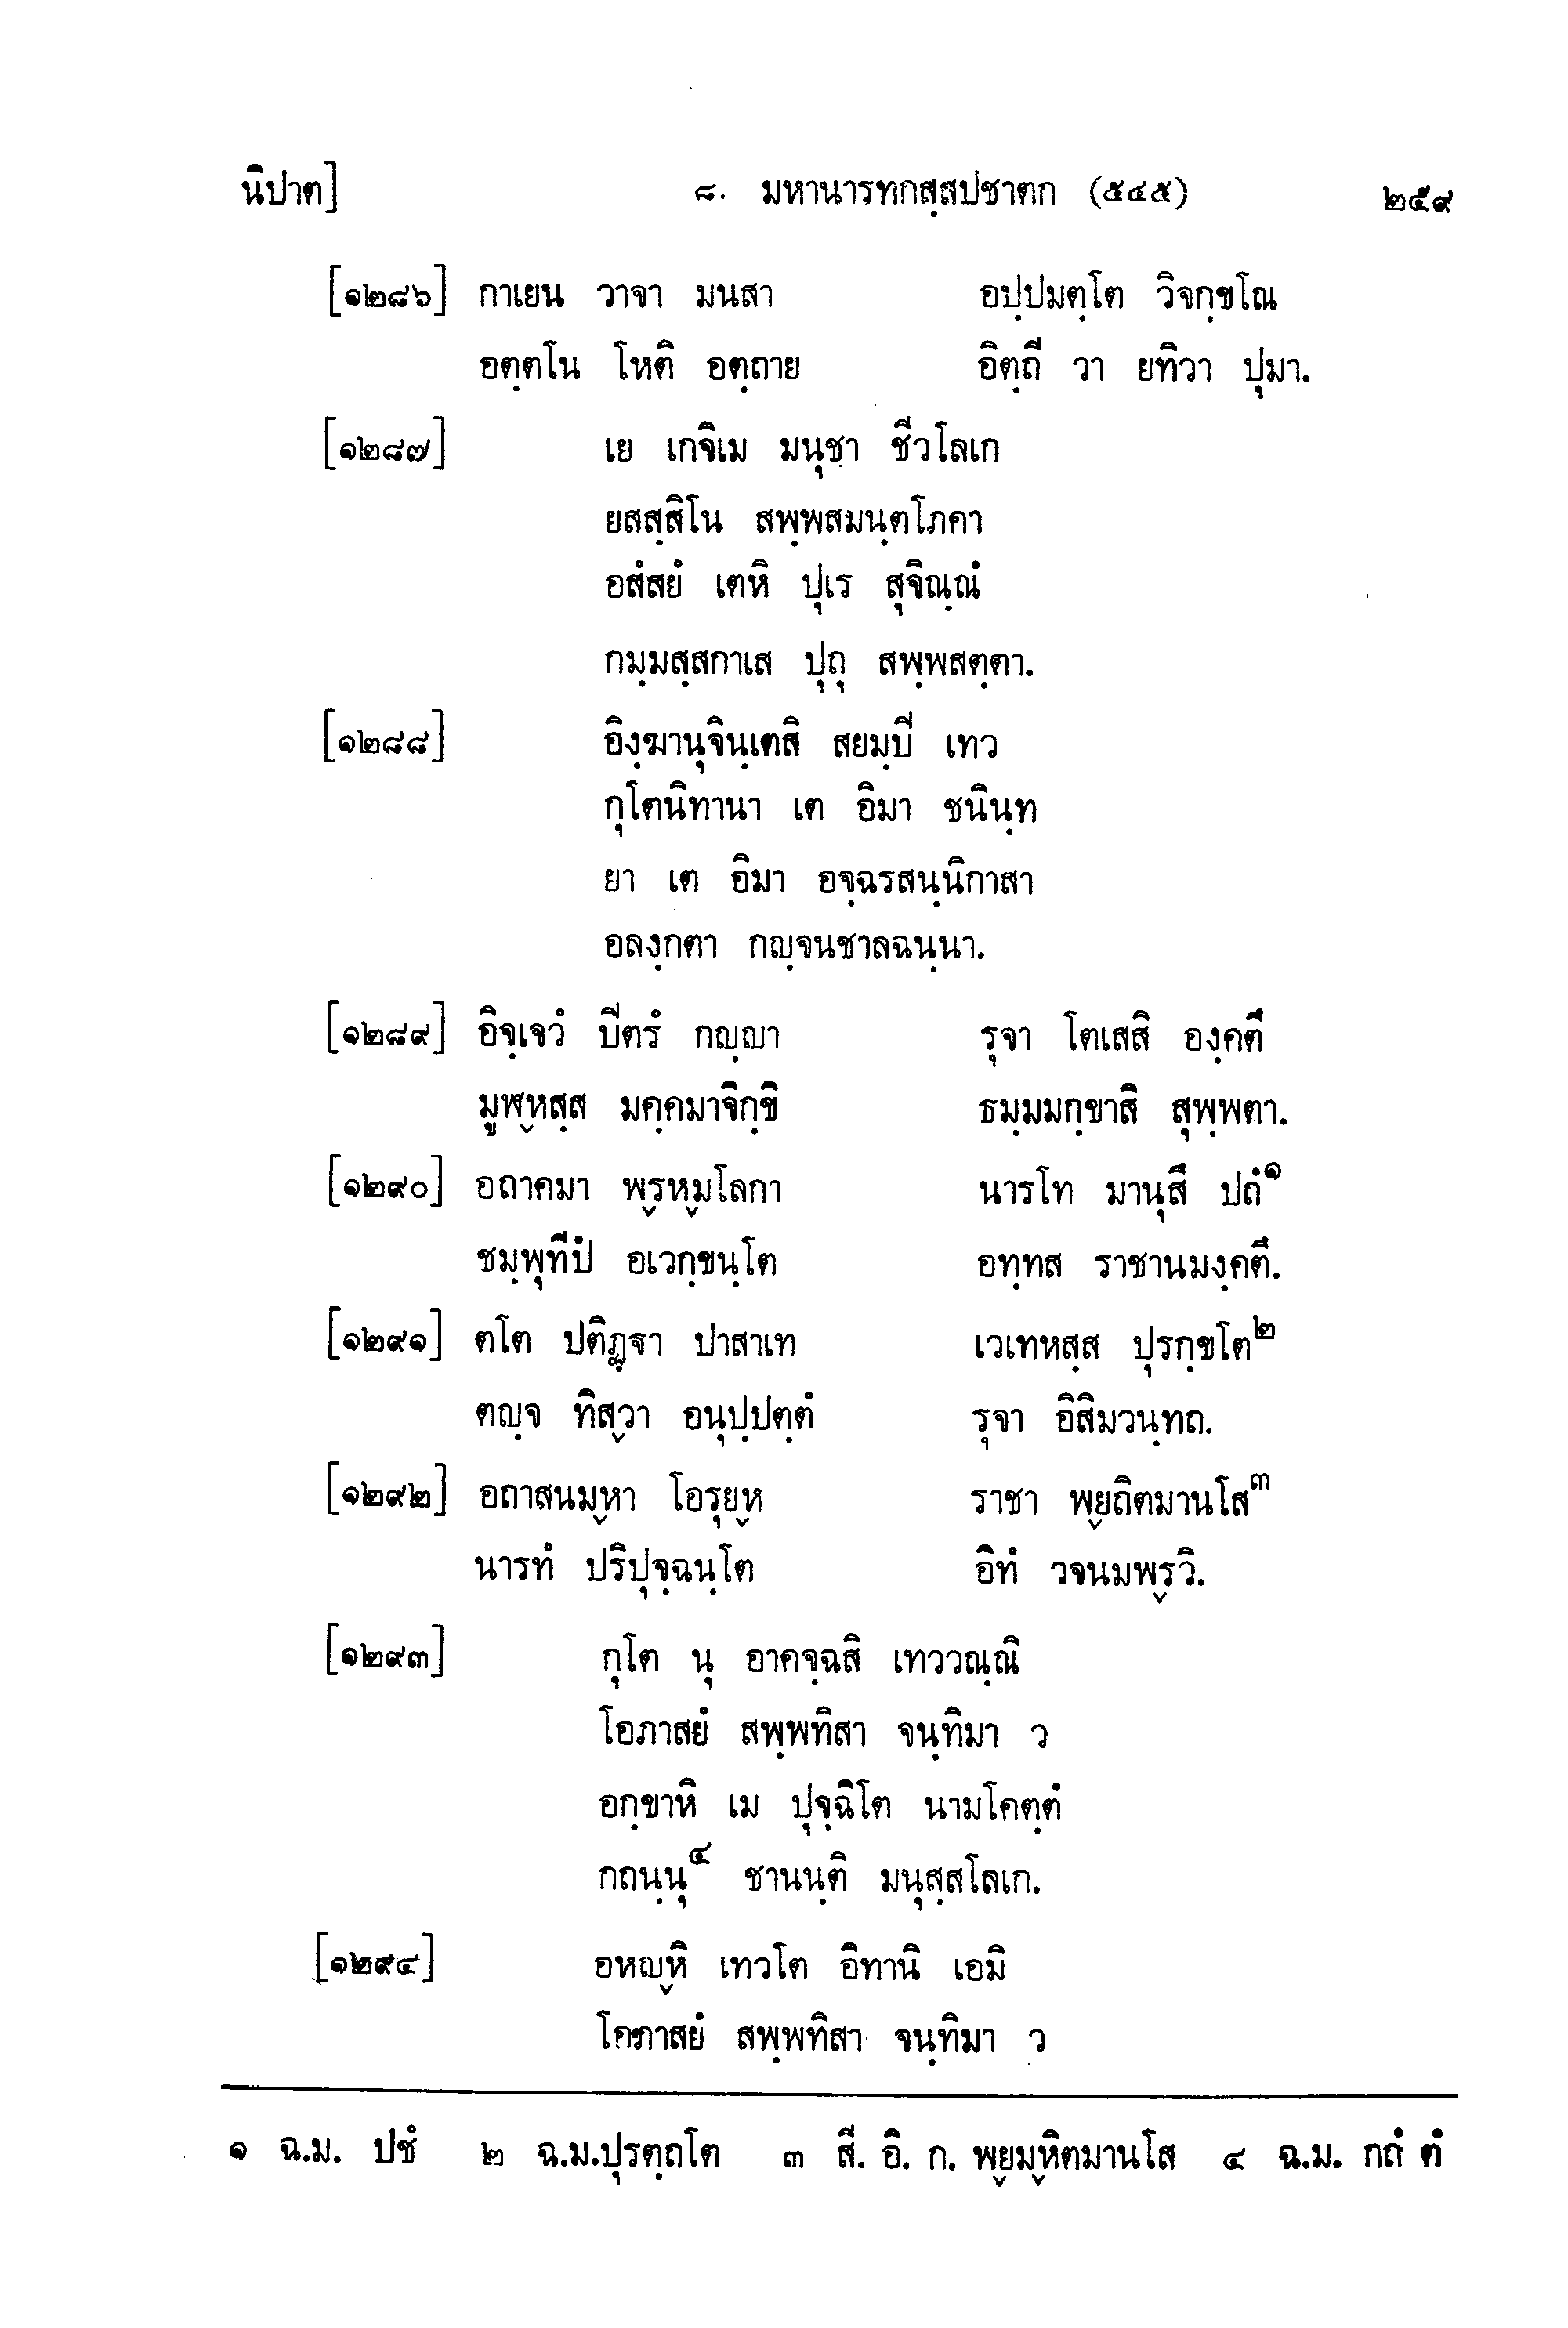 นิปาต] ๘. มหานารทกสฺสปชาตก (๕๔๕) ๒๕๙
[๑๒๘๖] กาเยน วาจา มนสา อปฺปมตฺโต วิจกฺขโณ
อตฺตโน โหติ อตฺถาย อิตฺถี วา ยทิวา ปุมา.
[๑๒๘๗] เย เกจิเม มนุชา ชีวโลเก
ยสสฺสิโน สพฺพสมนฺตโภคา
อสํสยํ เตหิ ปุเร สุจิณฺณํ
กมฺมสฺสกาเส ปุถุ สพฺพสตฺตา.
[๑๒๘๘] อิงฺฆานุจินฺเตสิ สยมฺปี เทว
กุโตนิทานา เต อิมา ชนินฺท
ยา เต อิมา อจฺฉรสนฺนิกาสา
อลงฺกตา กญฺจนชาลฉนฺนา.
[๑๒๘๙] อิจฺเจวํ ปีตรํ กญฺญา รุจา โตเสสิ องฺคตึ
มูฬฺหสฺส มคฺคมาจิกฺขิ ธมฺมมกฺขาสิ สุพฺพตา.
[๑๒๙๐] อถาคมา พฺรหฺมโลกา นารโท มานุสึ ปถํ๑
ชมฺพุทีปํ อเวกฺขนฺโต อทฺทส ราชานมงฺคตึ.
[๑๒๙๑] ตโต ปติฏฺฐา ปาสาเท เวเทหสฺส ปุรกฺขโต๒
ตญฺจ ทิสฺวา อนุปฺปตฺตํ รุจา อิสิมวนฺทถ.
[๑๒๙๒] อถาสนมฺหา โอรุยฺห ราชา พฺยถิตมานโส๓
นารทํ ปริปุจฺฉนฺโต อิทํ วจนมพฺรวิ.
[๑๒๙๓] กุโต นุ อาคจฺฉสิ เทววณฺณิ
โอภาสยํ สพฺพทิสา จนฺทิมา ว
อกฺขาหิ เม ปุจฺฉิโต นามโคตฺตํ
กถนฺนุ๔ ชานนฺติ มนุสฺสโลเก.
[๑๒๙๔] อหญฺหิ เทวโต อิทานิ เอมิ
โอภาสยํ สพฺพทิสา จนฺทิมา ว
๑ ฉ.ม. ปชํ ๒ ฉ.ม.ปุรตฺถโต ๓ สี. อิ. ก. พฺยมฺหิตมานโส ๔ ฉ.ม. กถํ ตํ